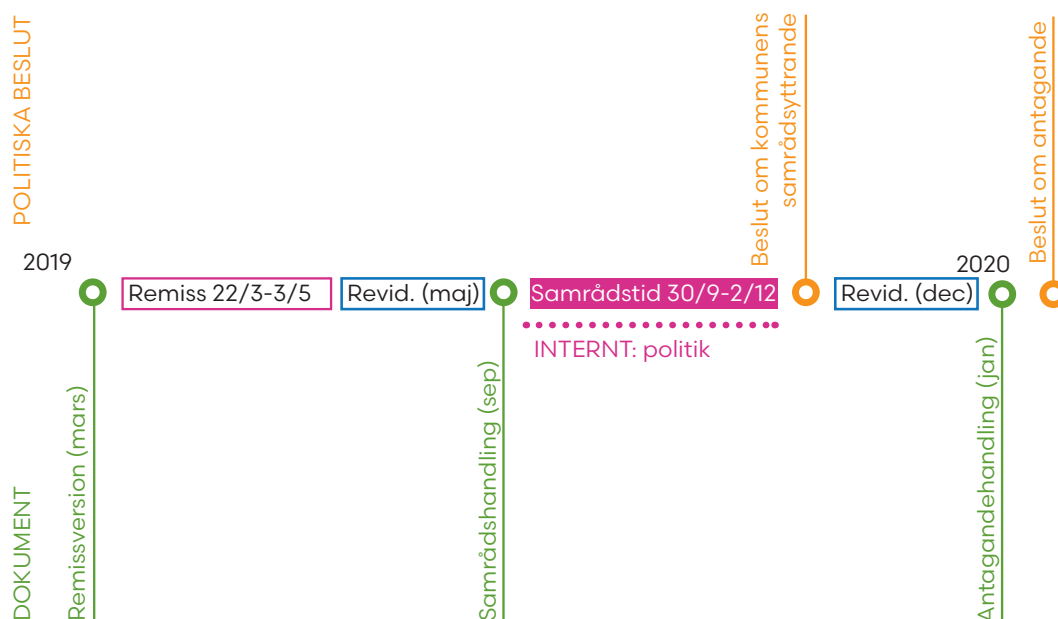 POLITISKA BESLUT
Beslut om kommunens
samrådsyttrande
Beslut om antagande
2019
2020
Remiss 22/3-3/5
Revid. (maj)
Samrådstid 30/9-2/12
Revid. (dec)
INTERNT: politik
DOKUMENT
Remissversion (mars)
Samrådshandling (sep)
Antagandehandling (jan)